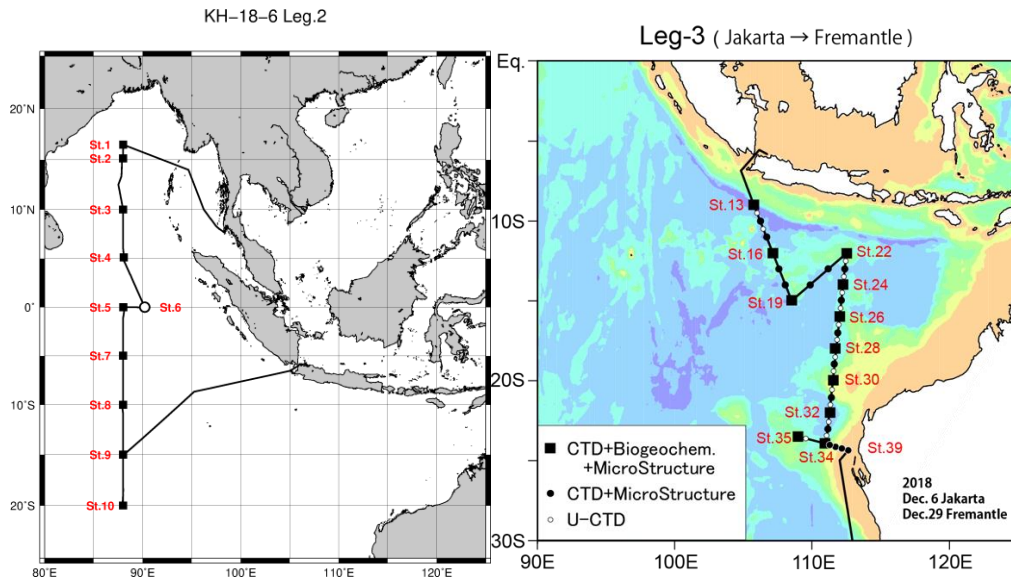 KH–18–6 Leg.2
20˚N
10˚N
0˚
10˚S
20˚S
80˚E
90˚E
100˚E
110˚E
120˚E
St.1
St.2
St.3
St.4
St.5
St.6
St.7
St.8
St.9
St.10
Leg-3 ( Jakarta → Fremantle )
Eq.
10S
20S
30S
90E
100E
110E
120E
St.13
St.16
St.19
St.22
St.24
St.26
St.28
St.30
St.32
St.35
St.34
St.39
CTD+Biogeochem.
+MicroStructure
CTD+MicroStructure
U-CTD
2018
Dec. 6 Jakarta
Dec.29 Fremantle